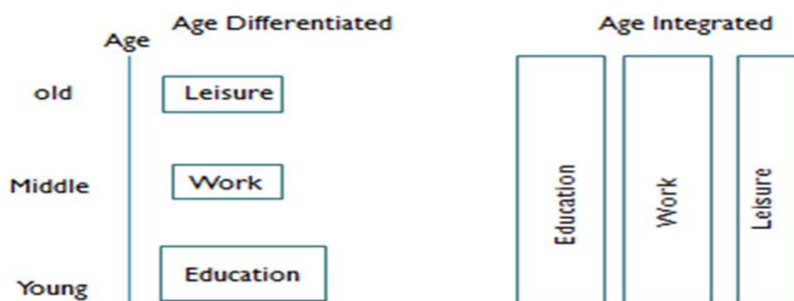 Age Differentiated
Age Integrated
Age
old
Leisure
Middle
Work
Young
Education
Education
Work
Leisure